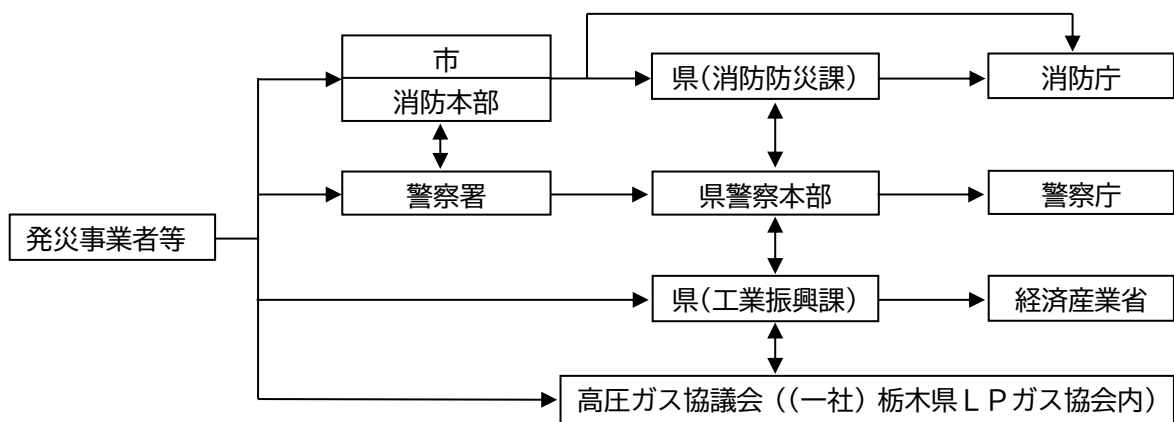 市
消防本部
県（消防防災課）
消防庁
警察署
県警察本部
警察庁
発災事業者等
県（工業振興課）
経済産業省
高圧ガス協議会（（一社）栃木県ＬＰガス協会内）